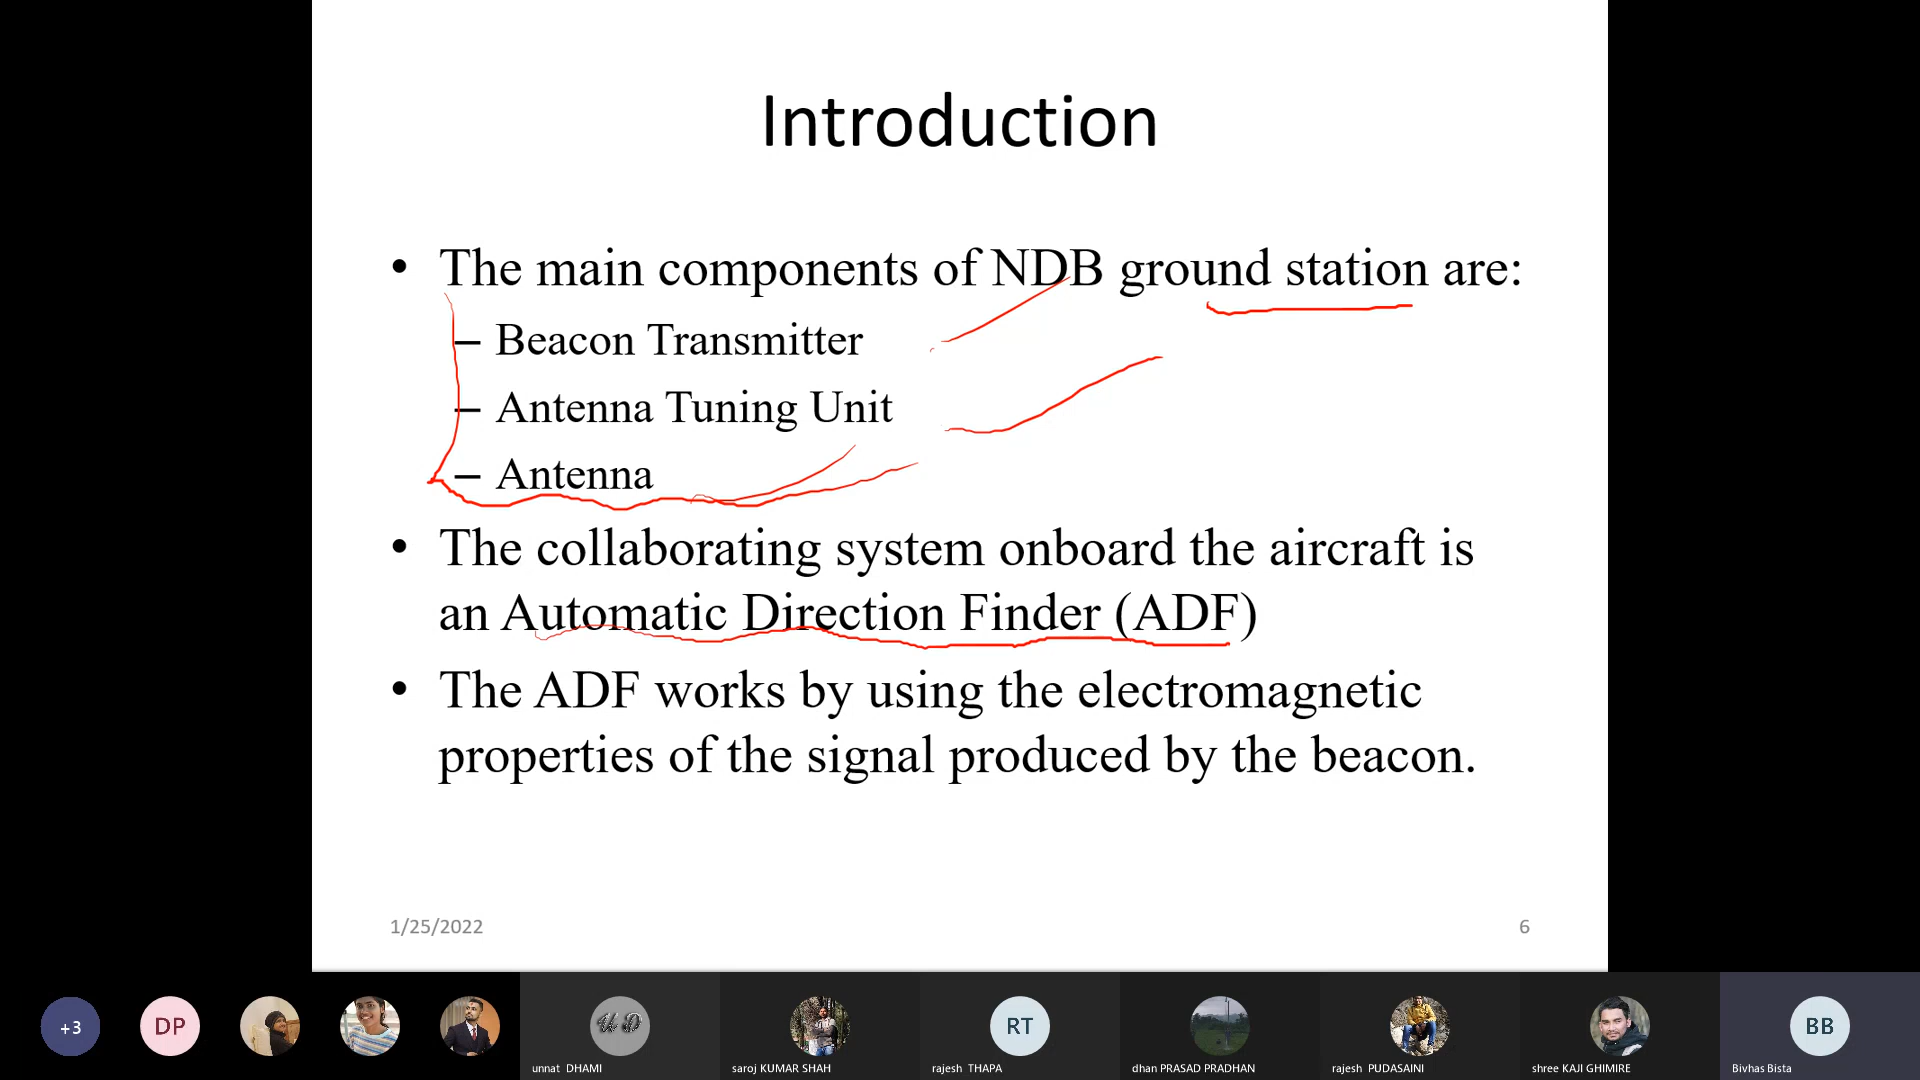 Introduction
• The main components of NDB ground station are:
– Beacon Transmitter
– Antenna Tuning Unit
– Antenna
• The collaborating system onboard the aircraft is
an Automatic Direction Finder (ADF)
• The ADF works by using the electromagnetic
properties of the signal produced by the beacon.
1/25/2022
6
+3
DP
U D
RT
BB
unnat DHAMI
saroj KUMAR SHAH
rajesh THAPA
dhan PRASAD PRADHAN
rajesh PUDASAINI
shree KAJI GHIMIRE
Bivhas Bista